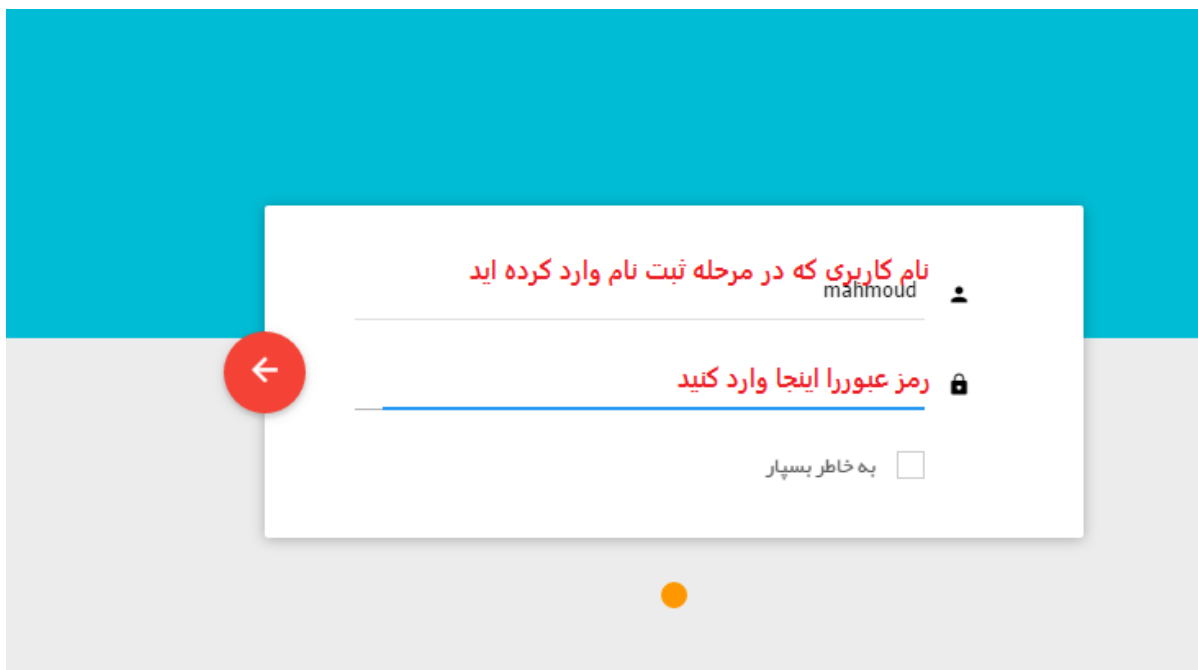 نام کاربری که در مرحله ثبت نام وارد کرده اید
mahmoud
رمز عبوررا اینجا وارد کنید
به خاطر بسپار